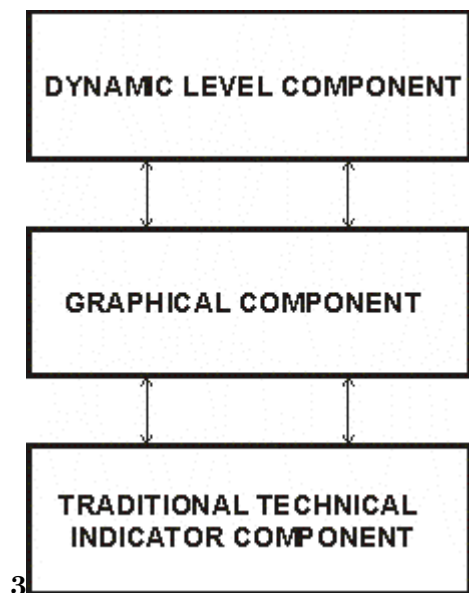 DYNAMIC LEVEL COMPONENT
GRAPHICAL COMPONENT
TRADITIONAL TECHNICAL
INDICATOR COMPONENT
3